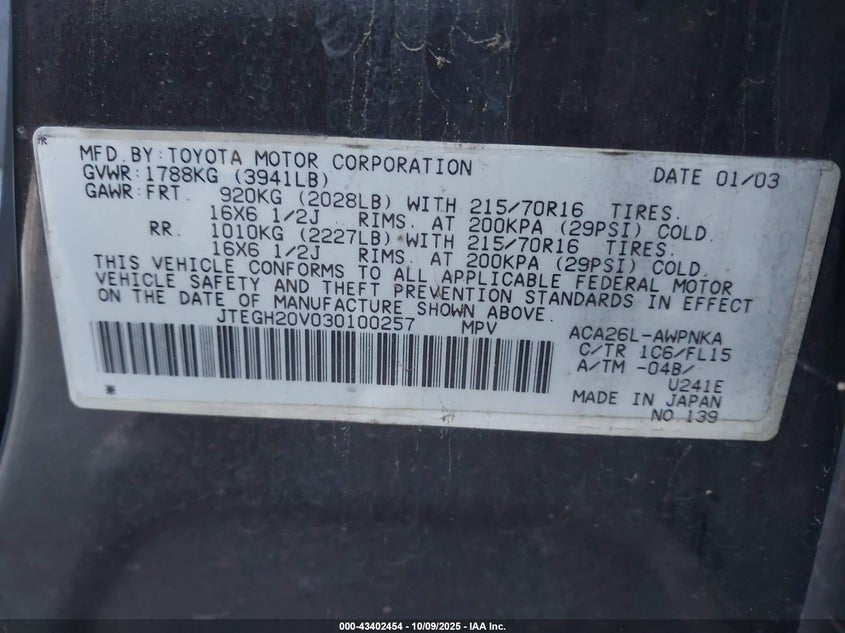 MFD.BY:TOYOTA MOTOR CORPORATION DATE 01/03
GVWR:1788KG (3941LB)
GAWR:FRT. 920KG (2028LB) WITH 215/70R16 TIRES.
16X6 1/2J RIMS. AT 200KPA (29PSI) COLD.
RR. 1010KG (2227LB) WITH 215/70R16 TIRES.
16X6 1/2J RIMS. AT 200KPA (29PSI) COLD.
THIS VEHICLE CONFORMS TO ALL APPLICABLE FEDERAL MOTOR
VEHICLE SAFETY AND THEFT PREVENTION STANDARDS IN EFFECT
ON THE DATE OF MANUFACTURE SHOWN ABOVE.
JTEGH20V030100257 MPV ACA26L-AWPNKA
C/TR 1C6/FL15
A/TM -04B/
U241E
MADE IN JAPAN
NO.139
000-43402454 - 10/09/2025 - IAA Inc.